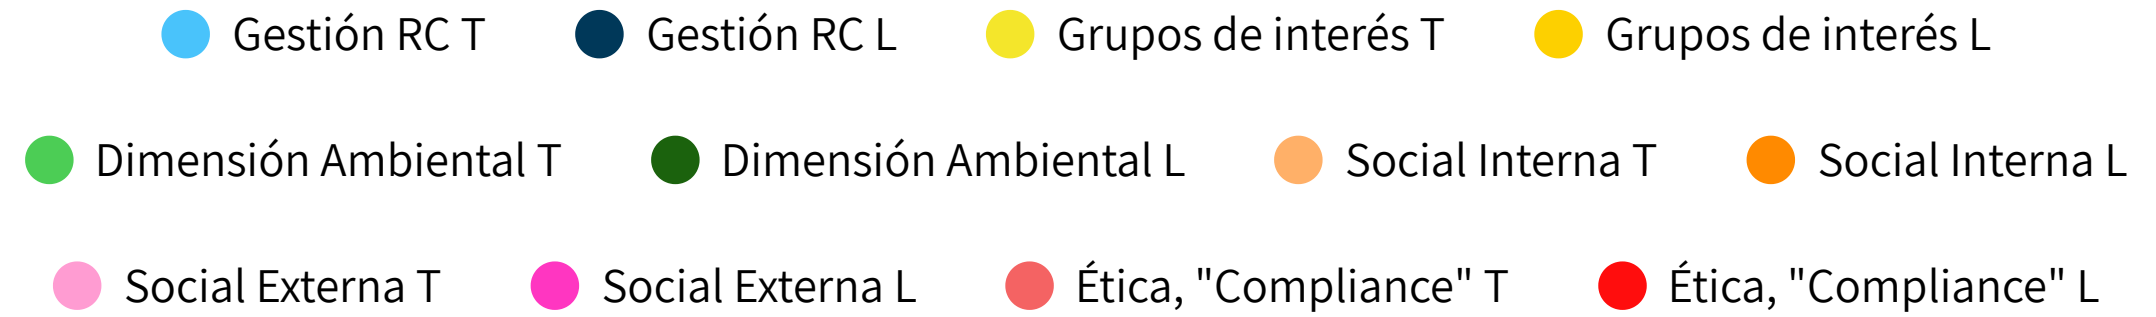 Gestión RC T Gestión RC L Grupos de interés T Grupos de interés L
Dimensión Ambiental T Dimensión Ambiental L Social Interna T Social Interna L
Social Externa T Social Externa L Ética, "Compliance" T Ética, "Compliance" L